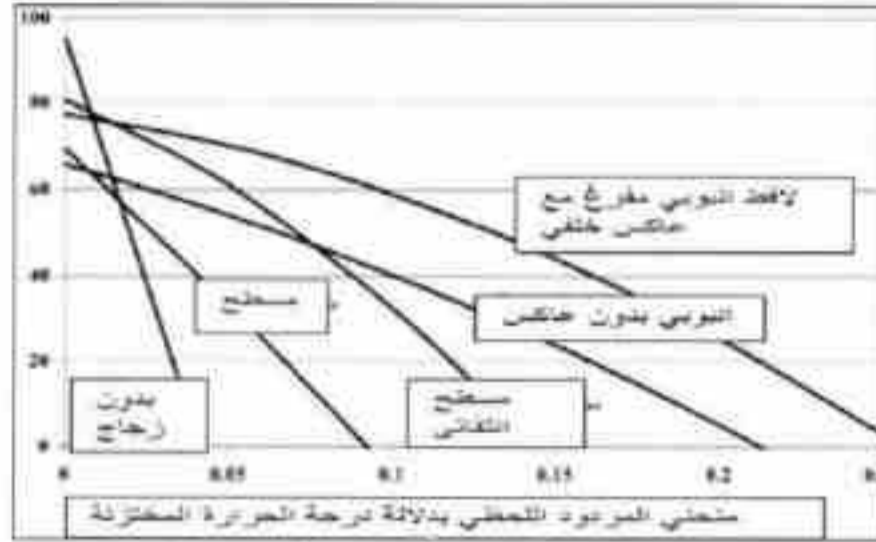 100
80
60
40
20
0
لاقط انبوبي مفرغ مع
عاكس خلفي
مسطح
انبوبي بدون عاكس
بدون
زجاج
مسطح
انتقائي
0 0.05 0.1 0.15 0.2
منحني المردود اللحظي بدلالة درجة الحرارة المختزلة